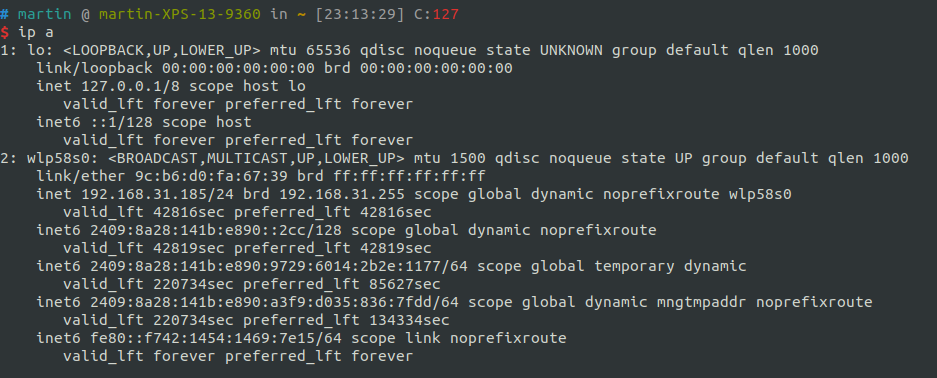 # martin @ martin-XPS-13-9360 in ~ [23:13:29] C:127
$ ip a
1: lo: <LOOPBACK,UP,LOWER_UP> mtu 65536 qdisc noqueue state UNKNOWN group default qlen 1000
    link/loopback 00:00:00:00:00:00 brd 00:00:00:00:00:00
    inet 127.0.0.1/8 scope host lo
       valid_lft forever preferred_lft forever
    inet6 ::1/128 scope host
       valid_lft forever preferred_lft forever
2: wlp58s0: <BROADCAST,MULTICAST,UP,LOWER_UP> mtu 1500 qdisc noqueue state UP group default qlen 1000
    link/ether 9c:b6:d0:fa:67:39 brd ff:ff:ff:ff:ff:ff
    inet 192.168.31.185/24 brd 192.168.31.255 scope global dynamic noprefixroute wlp58s0
       valid_lft 42816sec preferred_lft 42816sec
    inet6 2409:8a28:141b:e890::2cc/128 scope global dynamic noprefixroute
       valid_lft 42819sec preferred_lft 42819sec
    inet6 2409:8a28:141b:e890:9729:6014:2b2e:1177/64 scope global temporary dynamic
       valid_lft 220734sec preferred_lft 85627sec
    inet6 2409:8a28:141b:e890:a3f9:d035:836:7fdd/64 scope global dynamic mngtmpaddr noprefixroute
       valid_lft 220734sec preferred_lft 134334sec
    inet6 fe80::f742:1454:1469:7e15/64 scope link noprefixroute
       valid_lft forever preferred_lft forever